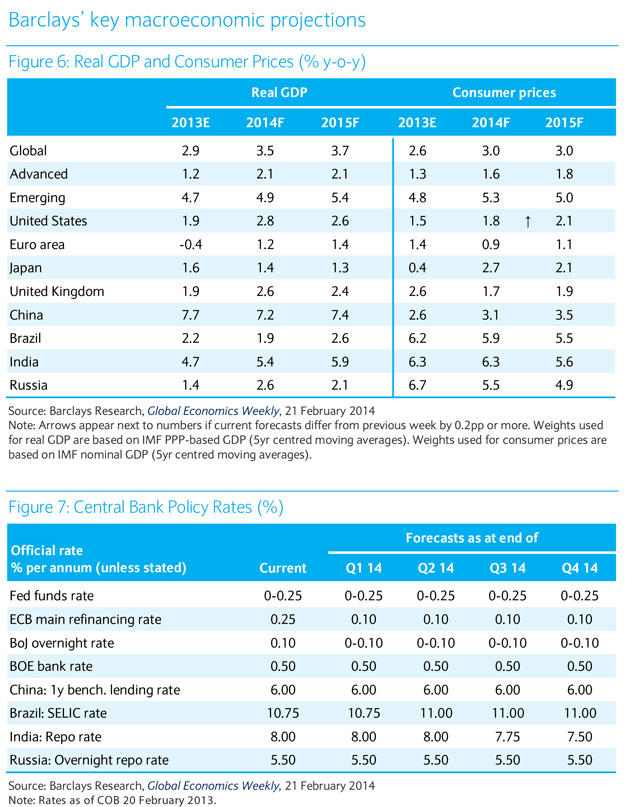 Barclays' key macroeconomic projections
Figure 6: Real GDP and Consumer Prices (% y-o-y)
Real GDP Consumer prices
2013E 2014F 2015F 2013E 2014F 2015F
Global 2.9 3.5 3.7 2.6 3.0 3.0
Advanced 1.2 2.1 2.1 1.3 1.6 1.8
Emerging 4.7 4.9 5.4 4.8 5.3 5.0
United States 1.9 2.8 2.6 1.5 1.8 ↑ 2.1
Euro area -0.4 1.2 1.4 1.4 0.9 1.1
Japan 1.6 1.4 1.3 0.4 2.7 2.1
United Kingdom 1.9 2.6 2.4 2.6 1.7 1.9
China 7.7 7.2 7.4 2.6 3.1 3.5
Brazil 2.2 1.9 2.6 6.2 5.9 5.5
India 4.7 5.4 5.9 6.3 6.3 5.6
Russia 1.4 2.6 2.1 6.7 5.5 4.9
Source: Barclays Research, Global Economics Weekly, 21 February 2014
Note: Arrows appear next to numbers if current forecasts differ from previous week by 0.2pp or more. Weights used
for real GDP are based on IMF PPP-based GDP (5yr centred moving averages). Weights used for consumer prices are
based on IMF nominal GDP (5yr centred moving averages).
Figure 7: Central Bank Policy Rates (%)
Official rate Forecasts as at end of
% per annum (unless stated) Current Q1 14 Q2 14 Q3 14 Q4 14
Fed funds rate 0-0.25 0-0.25 0-0.25 0-0.25 0-0.25
ECB main refinancing rate 0.25 0.10 0.10 0.10 0.10
BoJ overnight rate 0.10 0-0.10 0-0.10 0-0.10 0-0.10
BOE bank rate 0.50 0.50 0.50 0.50 0.50
China: 1y bench. lending rate 6.00 6.00 6.00 6.00 6.00
Brazil: SELIC rate 10.75 10.75 11.00 11.00 11.00
India: Repo rate 8.00 8.00 8.00 7.75 7.50
Russia: Overnight repo rate 5.50 5.50 5.50 5.50 5.50
Source: Barclays Research, Global Economics Weekly, 21 February 2014
Note: Rates as of COB 20 February 2013.